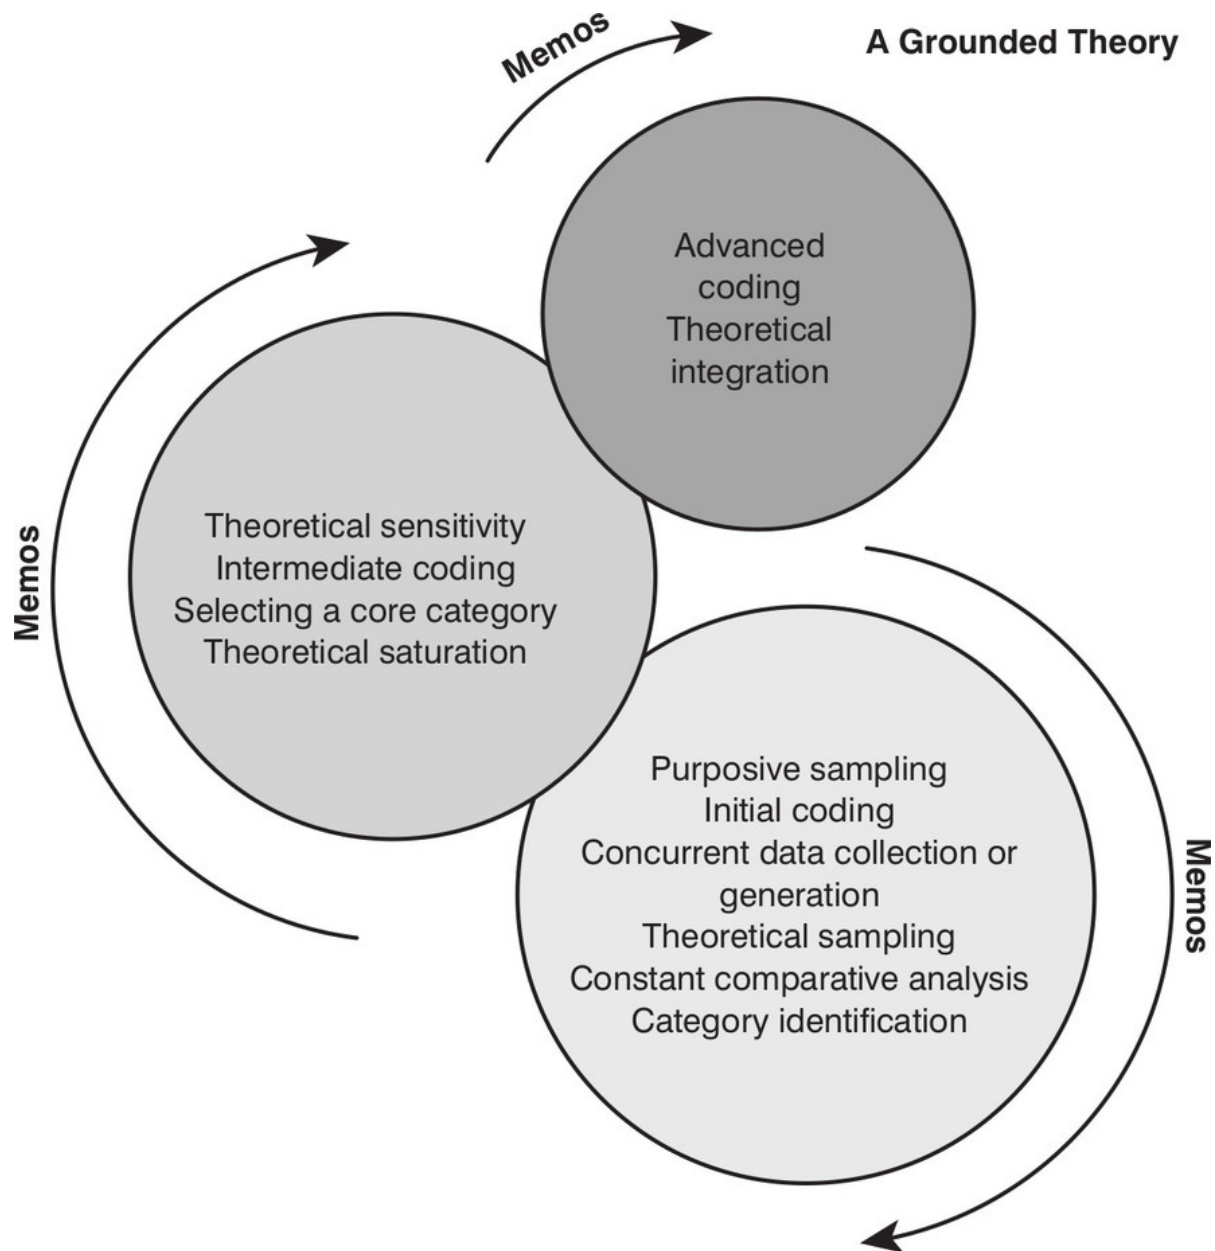 Memos
A Grounded Theory
Advanced
coding
Theoretical
integration
Memos
Theoretical sensitivity
Intermediate coding
Selecting a core category
Theoretical saturation
Purposive sampling
Initial coding
Concurrent data collection or
generation
Theoretical sampling
Constant comparative analysis
Category identification
Memos